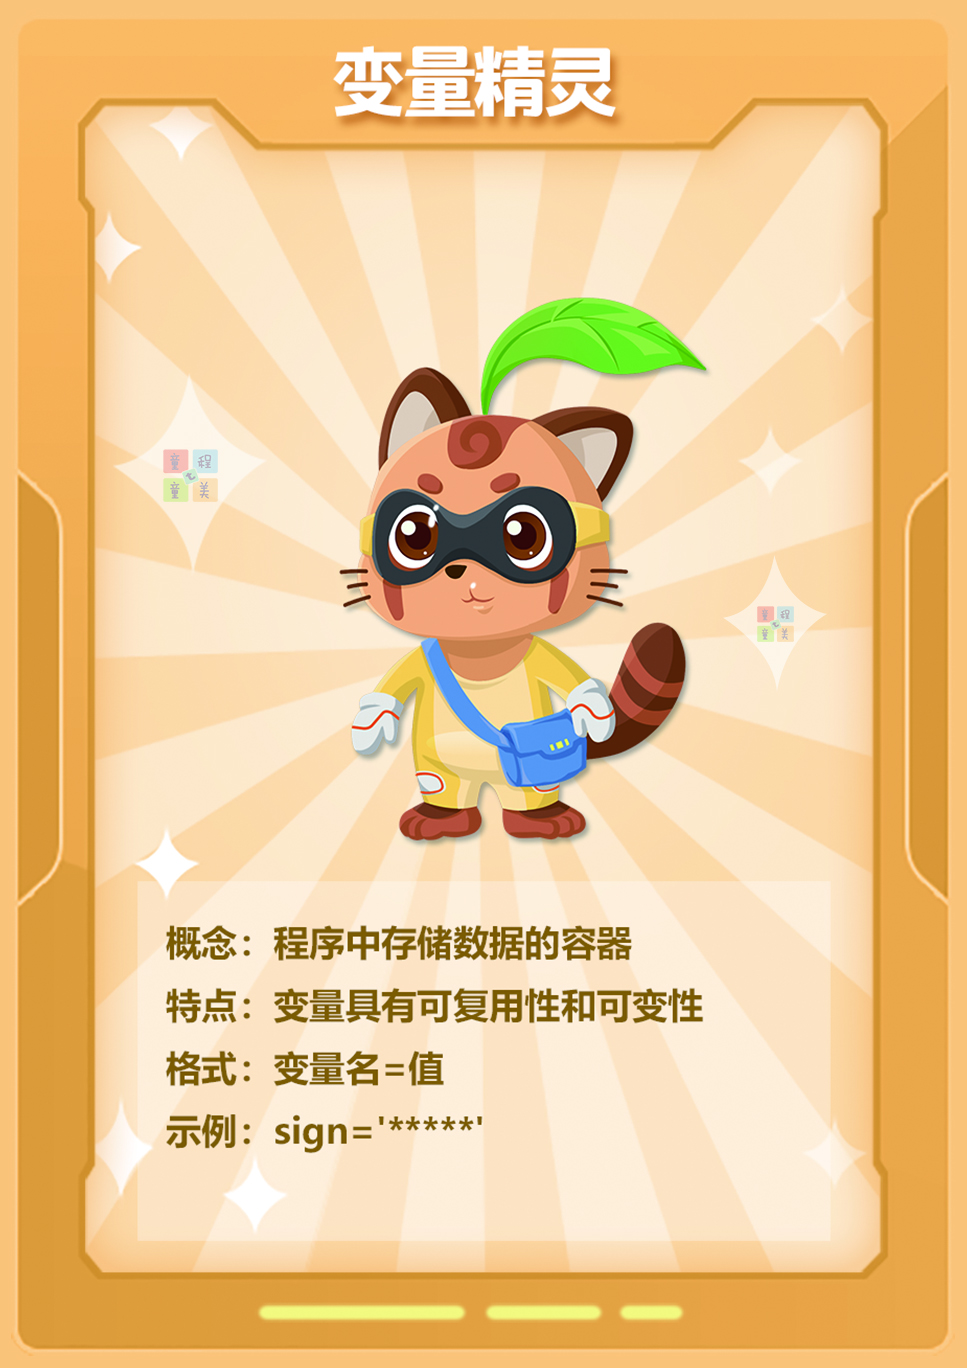 变量精灵
童程
童美
童程
童美
概念：程序中存储数据的容器
特点：变量具有可复用性和可变性
格式：变量名=值
示例：sign='*****'